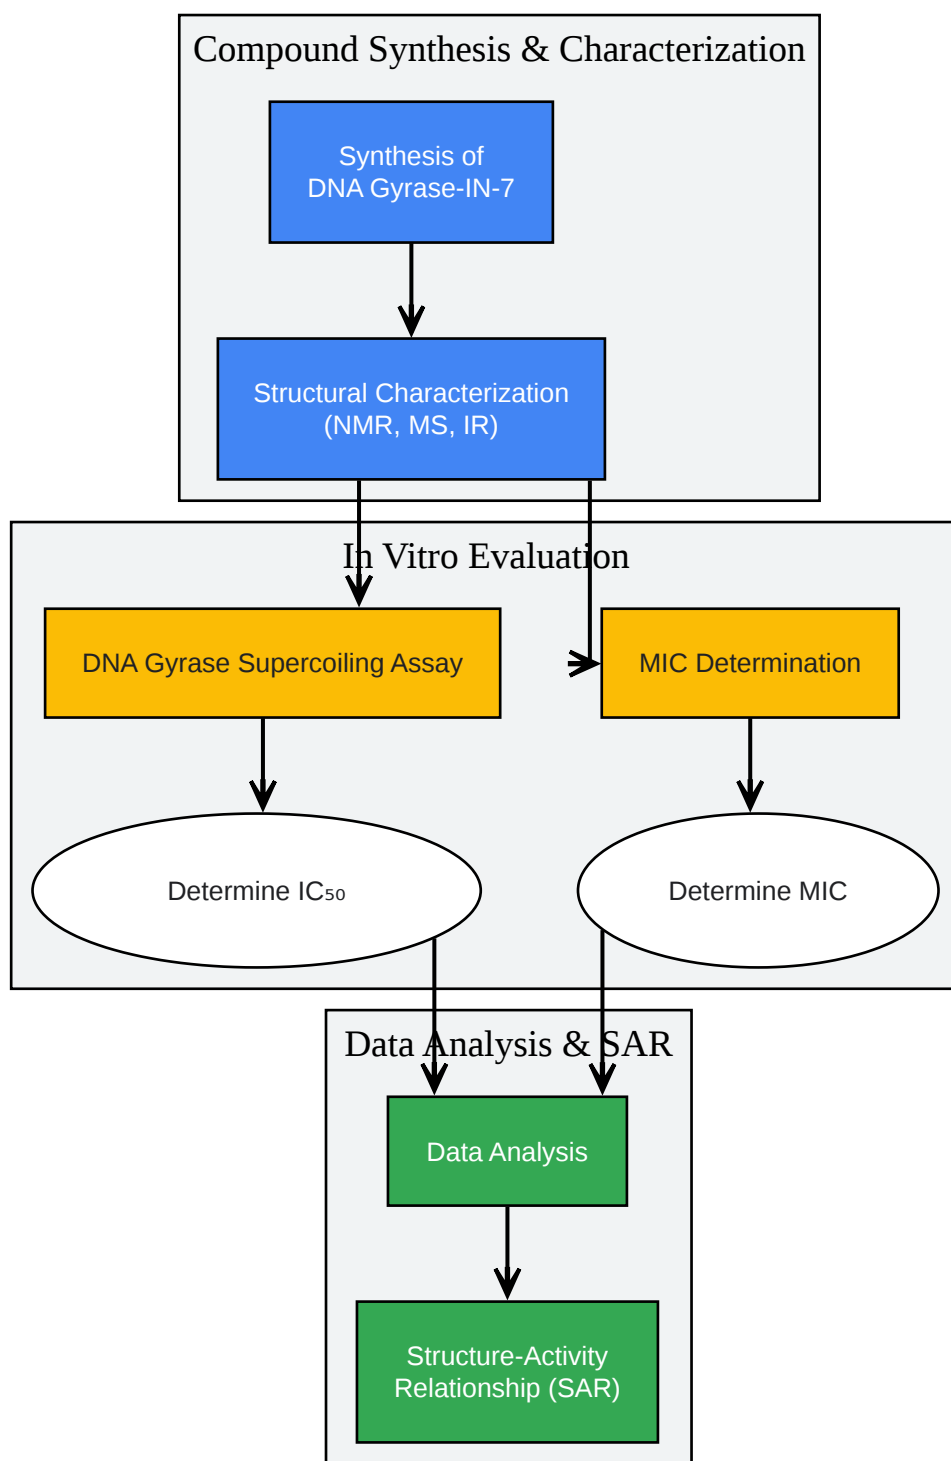 Compound Synthesis & Characterization
Synthesis of
DNA Gyrase-IN-7
Structural Characterization
(NMR, MS, IR)
In Vitro Evaluation
DNA Gyrase Supercoiling Assay
MIC Determination
Determine IC₅₀
Determine MIC
Data Analysis & SAR
Data Analysis
Structure-Activity
Relationship (SAR)